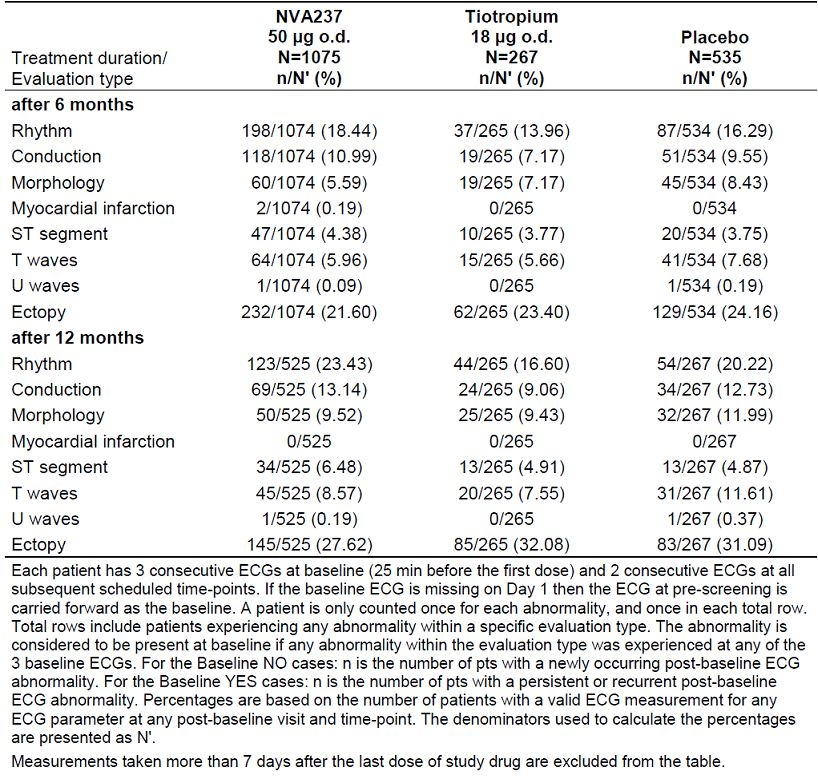 NVA237 Tiotropium
50 µg o.d. 18 µg o.d. Placebo
Treatment duration/ N=1075 N=267 N=535
Evaluation type n/N' (%) n/N' (%) n/N' (%)
after 6 months
Rhythm 198/1074 (18.44) 37/265 (13.96) 87/534 (16.29)
Conduction 118/1074 (10.99) 19/265 (7.17) 51/534 (9.55)
Morphology 60/1074 (5.59) 19/265 (7.17) 45/534 (8.43)
Myocardial infarction 2/1074 (0.19) 0/265 0/534
ST segment 47/1074 (4.38) 10/265 (3.77) 20/534 (3.75)
T waves 64/1074 (5.96) 15/265 (5.66) 41/534 (7.68)
U waves 1/1074 (0.09) 0/265 1/534 (0.19)
Ectopy 232/1074 (21.60) 62/265 (23.40) 129/534 (24.16)
after 12 months
Rhythm 123/525 (23.43) 44/265 (16.60) 54/267 (20.22)
Conduction 69/525 (13.14) 24/265 (9.06) 34/267 (12.73)
Morphology 50/525 (9.52) 25/265 (9.43) 32/267 (11.99)
Myocardial infarction 0/525 0/265 0/267
ST segment 34/525 (6.48) 13/265 (4.91) 13/267 (4.87)
T waves 45/525 (8.57) 20/265 (7.55) 31/267 (11.61)
U waves 1/525 (0.19) 0/265 1/267 (0.37)
Ectopy 145/525 (27.62) 85/265 (32.08) 83/267 (31.09)
Each patient has 3 consecutive ECGs at baseline (25 min before the first dose) and 2 consecutive ECGs at all
subsequent scheduled time-points. If the baseline ECG is missing on Day 1 then the ECG at pre-screening is
carried forward as the baseline. A patient is only counted once for each abnormality, and once in each total row.
Total rows include patients experiencing any abnormality within a specific evaluation type. The abnormality is
considered to be present at baseline if any abnormality within the evaluation type was experienced at any of the
3 baseline ECGs. For the Baseline NO cases: n is the number of pts with a newly occurring post-baseline ECG
abnormality. For the Baseline YES cases: n is the number of pts with a persistent or recurrent post-baseline
ECG abnormality. Percentages are based on the number of patients with a valid ECG measurement for any
ECG parameter at any post-baseline visit and time-point. The denominators used to calculate the percentages
are presented as N'.
Measurements taken more than 7 days after the last dose of study drug are excluded from the table.